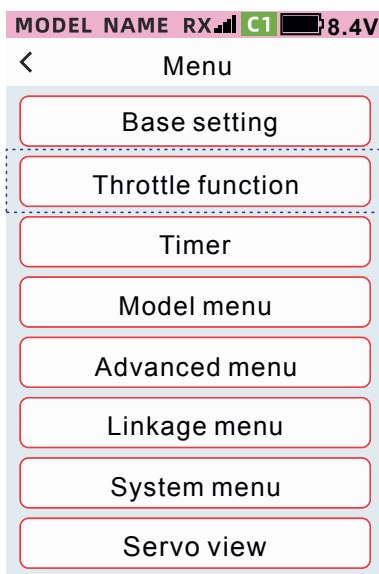 MODEL NAME RX C1 8.4V
Menu
Base setting
Throttle function
Timer
Model menu
Advanced menu
Linkage menu
System menu
Servo view